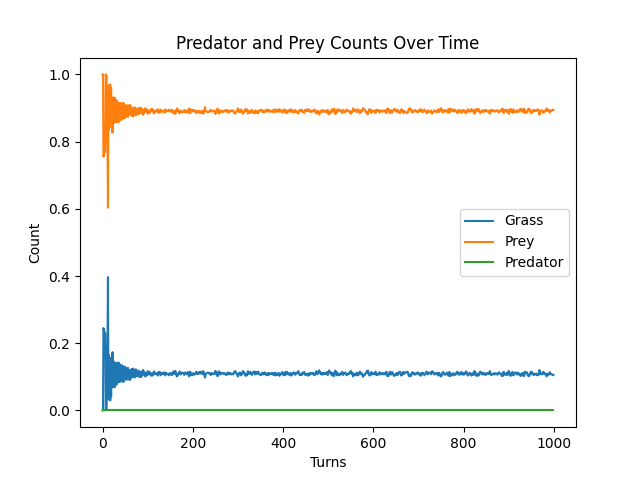 Predator and Prey Counts Over Time
1.0
0.8
0.6
0.4
0.2
0.0
Count
Grass
Prey
Predator
0 200 400 600 800 1000
Turns